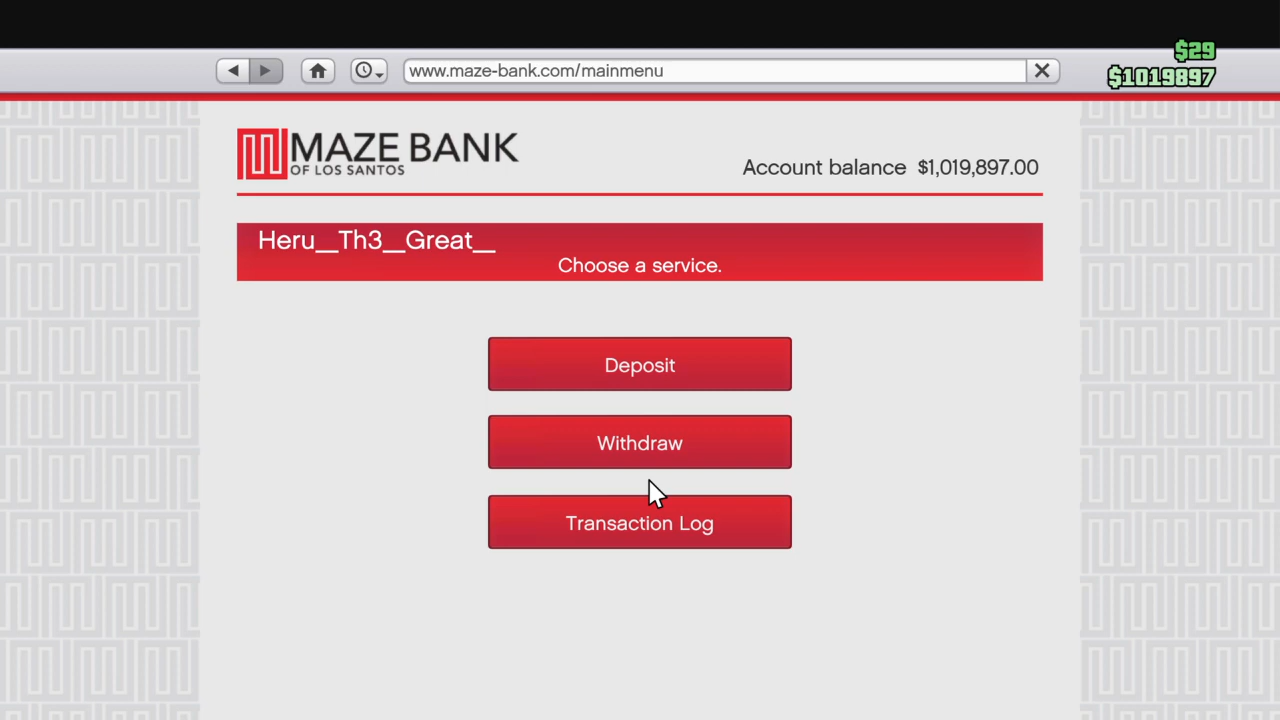 $29
www.maze-bank.com/mainmenu
$1019897
MAZE BANK
OF LOS SANTOS
Account balance $1,019,897.00
Heru__Th3__Great__
Choose a service.
Deposit
Withdraw
Transaction Log